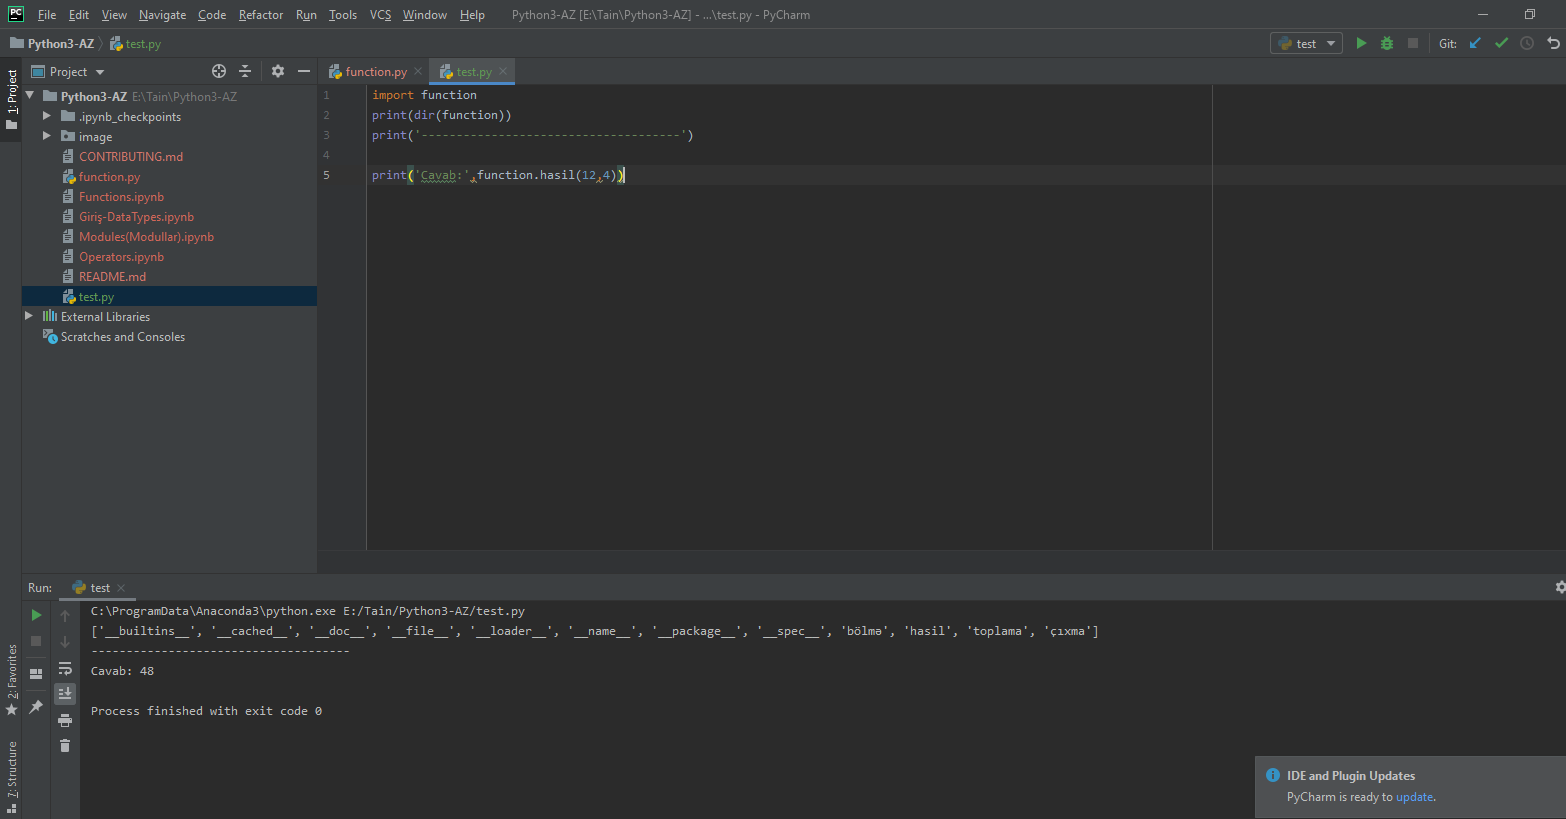 PC File Edit View Navigate Code Refactor Run Tools VCS Window Help Python3-AZ [E:\Tain\Python3-AZ] - ...\test.py - PyCharm
Python3-AZ test.py test Git:
1: Project
Project
Python3-AZ E:\Tain\Python3-AZ
.ipynb_checkpoints
image
CONTRIBUTING.md
function.py
Functions.ipynb
Giriş-DataTypes.ipynb
Modules(Modullar).ipynb
Operators.ipynb
README.md
test.py
External Libraries
Scratches and Consoles
function.py test.py
1 import function
2 print(dir(function))
3 print('-------------------------------------')
4
5 print('Cavab:',function.hasil(12,4))
Run: test
C:\ProgramData\Anaconda3\python.exe E:/Tain/Python3-AZ/test.py
['__builtins__', '__cached__', '__doc__', '__file__', '__loader__', '__name__', '__package__', '__spec__', 'bölmə', 'hasil', 'toplama', 'çıxma']
-------------------------------------
Cavab: 48
Process finished with exit code 0
2: Favorites
7: Structure
IDE and Plugin Updates
PyCharm is ready to update.